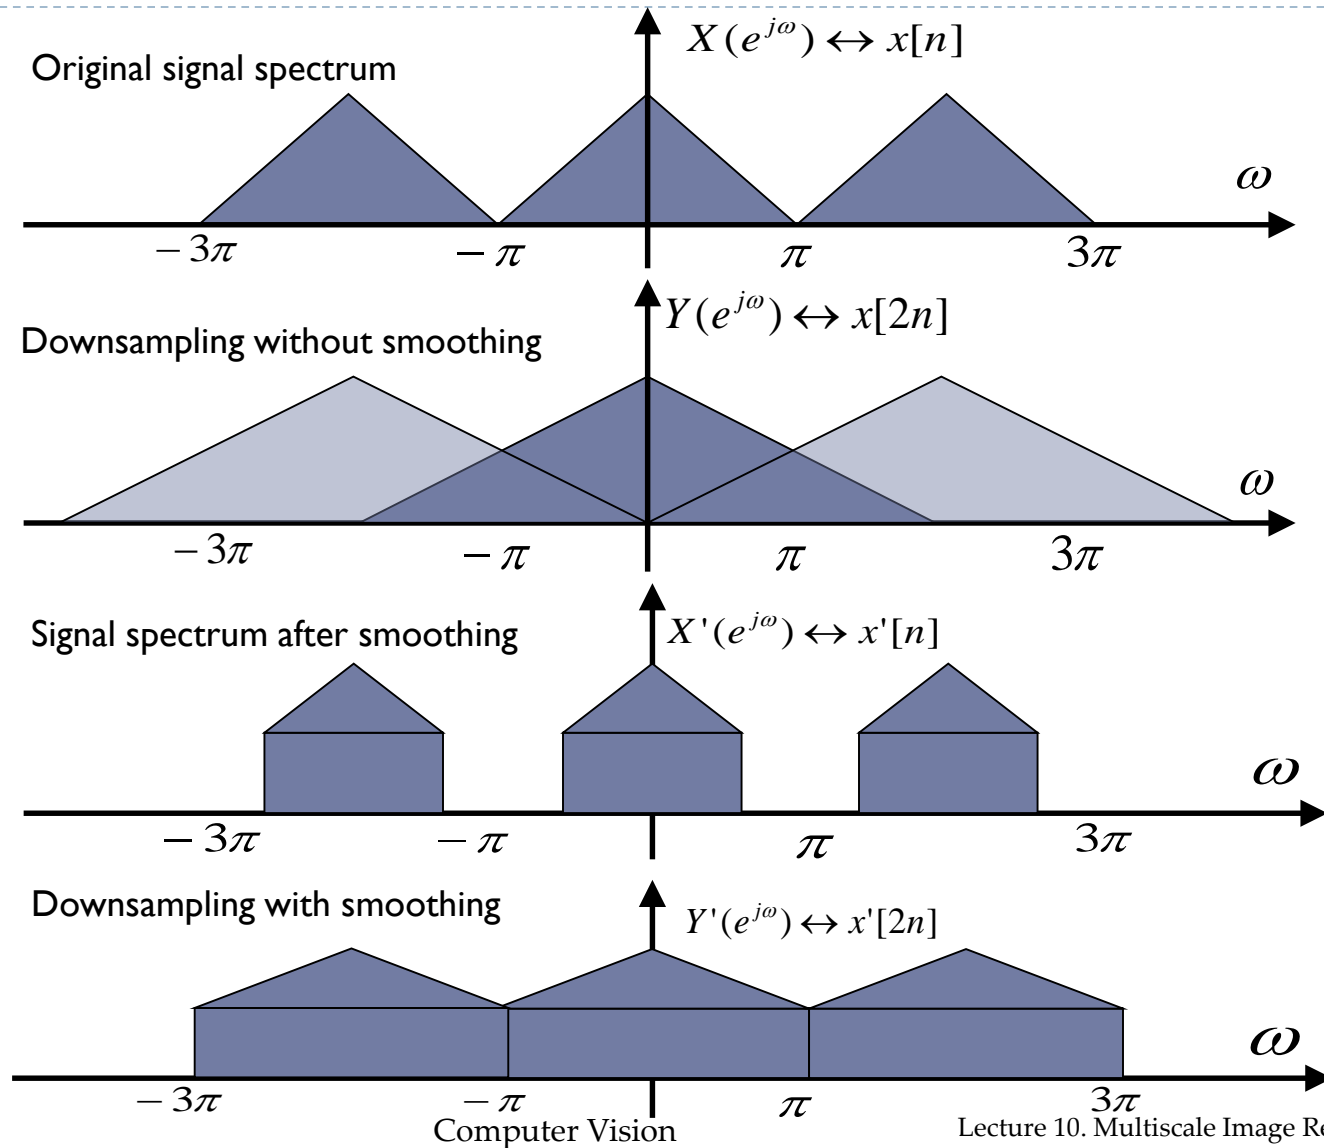 X(e^{jω}) ↔ x[n]
Original signal spectrum
ω
−3π −π π 3π
Y(e^{jω}) ↔ x[2n]
Downsampling without smoothing
ω
−3π −π π 3π
Signal spectrum after smoothing
X'(e^{jω}) ↔ x'[n]
ω
−3π −π π 3π
Downsampling with smoothing
Y'(e^{jω}) ↔ x'[2n]
ω
−3π −π π 3π
Computer Vision
Lecture 10. Multiscale Image Re